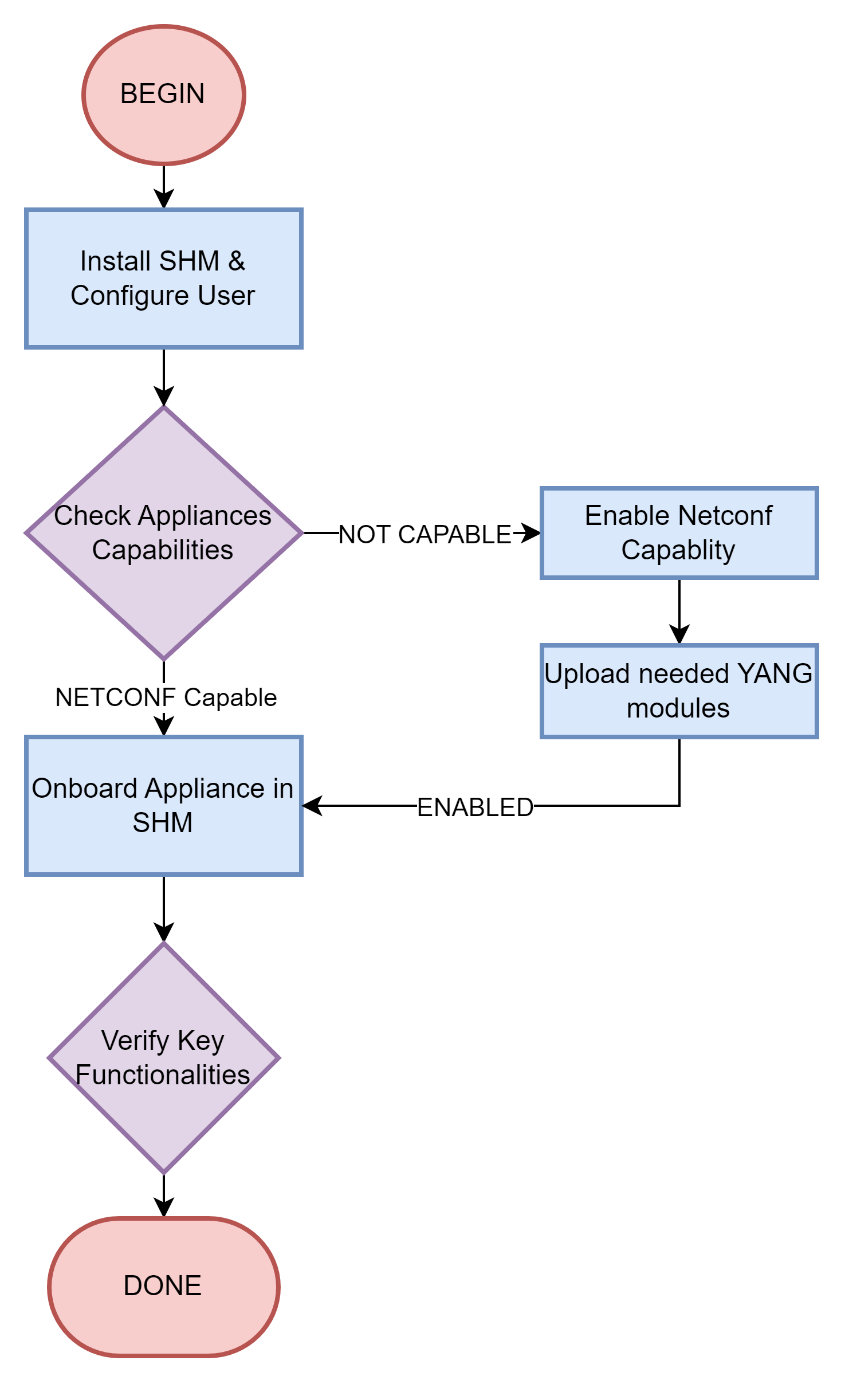 BEGIN
Install SHM &
Configure User
Check Appliances
Capabilities
NOT CAPABLE
Enable Netconf
Capablity
Upload needed YANG
modules
NETCONF Capable
Onboard Appliance in
SHM
ENABLED
Verify Key
Functionalities
DONE